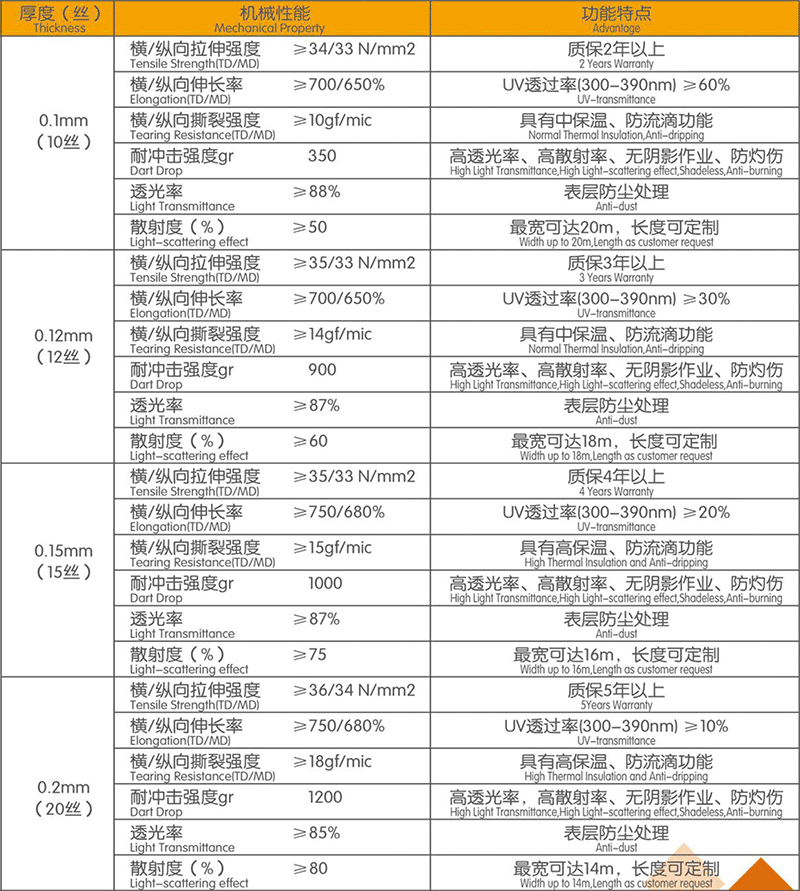 厚度（丝） 机械性能 功能特点
Thickness Mechanical Property Advantage
0.1mm
（10丝）
横/纵向拉伸强度 ≥34/33 N/mm2 质保2年以上
Tensile Strength(TD/MD) 2 Years Warranty
横/纵向伸长率 ≥700/650% UV透过率(300-390nm) ≥60%
Elongation(TD/MD) UV-transmittance
横/纵向撕裂强度 ≥10gf/mic 具有中保温、防流滴功能
Tearing Resistance(TD/MD) Normal Thermal Insulation,Anti-dripping
耐冲击强度gr 350 高透光率、高散射率、无阴影作业、防灼伤
Dart Drop High Light Transmittance,High Light-scattering effect,Shadeless,Anti-burning
透光率 ≥88% 表层防尘处理
Light Transmittance Anti-dust
散射度（%） ≥50 最宽可达20m，长度可定制
Light-scattering effect Width up to 20m,Length as customer request
0.12mm
（12丝）
横/纵向拉伸强度 ≥35/33 N/mm2 质保3年以上
Tensile Strength(TD/MD) 3 Years Warranty
横/纵向伸长率 ≥700/650% UV透过率(300-390nm) ≥30%
Elongation(TD/MD) UV-transmittance
横/纵向撕裂强度 ≥14gf/mic 具有中保温、防流滴功能
Tearing Resistance(TD/MD) Normal Thermal Insulation,Anti-dripping
耐冲击强度gr 900 高透光率、高散射率、无阴影作业、防灼伤
Dart Drop High Light Transmittance,High Light-scattering effect,Shadeless,Anti-burning
透光率 ≥87% 表层防尘处理
Light Transmittance Anti-dust
散射度（%） ≥60 最宽可达18m，长度可定制
Light-scattering effect Width up to 18m,Length as customer request
0.15mm
（15丝）
横/纵向拉伸强度 ≥35/33 N/mm2 质保4年以上
Tensile Strength(TD/MD) 4 Years Warranty
横/纵向伸长率 ≥750/680% UV透过率(300-390nm) ≥20%
Elongation(TD/MD) UV-transmittance
横/纵向撕裂强度 ≥15gf/mic 具有高保温、防流滴功能
Tearing Resistance(TD/MD) High Thermal Insulation and Anti-dripping
耐冲击强度gr 1000 高透光率、高散射率、无阴影作业、防灼伤
Dart Drop High Light Transmittance,High Light-scattering effect,Shadeless,Anti-burning
透光率 ≥87% 表层防尘处理
Light Transmittance Anti-dust
散射度（%） ≥75 最宽可达16m，长度可定制
Light-scattering effect Width up to 16m,Length as customer request
0.2mm
（20丝）
横/纵向拉伸强度 ≥36/34 N/mm2 质保5年以上
Tensile Strength(TD/MD) 5Years Warranty
横/纵向伸长率 ≥750/680% UV透过率(300-390nm) ≥10%
Elongation(TD/MD) UV-transmittance
横/纵向撕裂强度 ≥18gf/mic 具有高保温、防流滴功能
Tearing Resistance(TD/MD) High Thermal Insulation and Anti-dripping
耐冲击强度gr 1200 高透光率，高散射率、无阴影作业、防灼伤
Dart Drop High Light Transmittance,High Light-scattering effect,Shadeless,Anti-burning
透光率 ≥85% 表层防尘处理
Light Transmittance Anti-dust
散射度（%） ≥80 最宽可达14m，长度可定制
Light-scattering effect Width up to 14m,Length as customer request